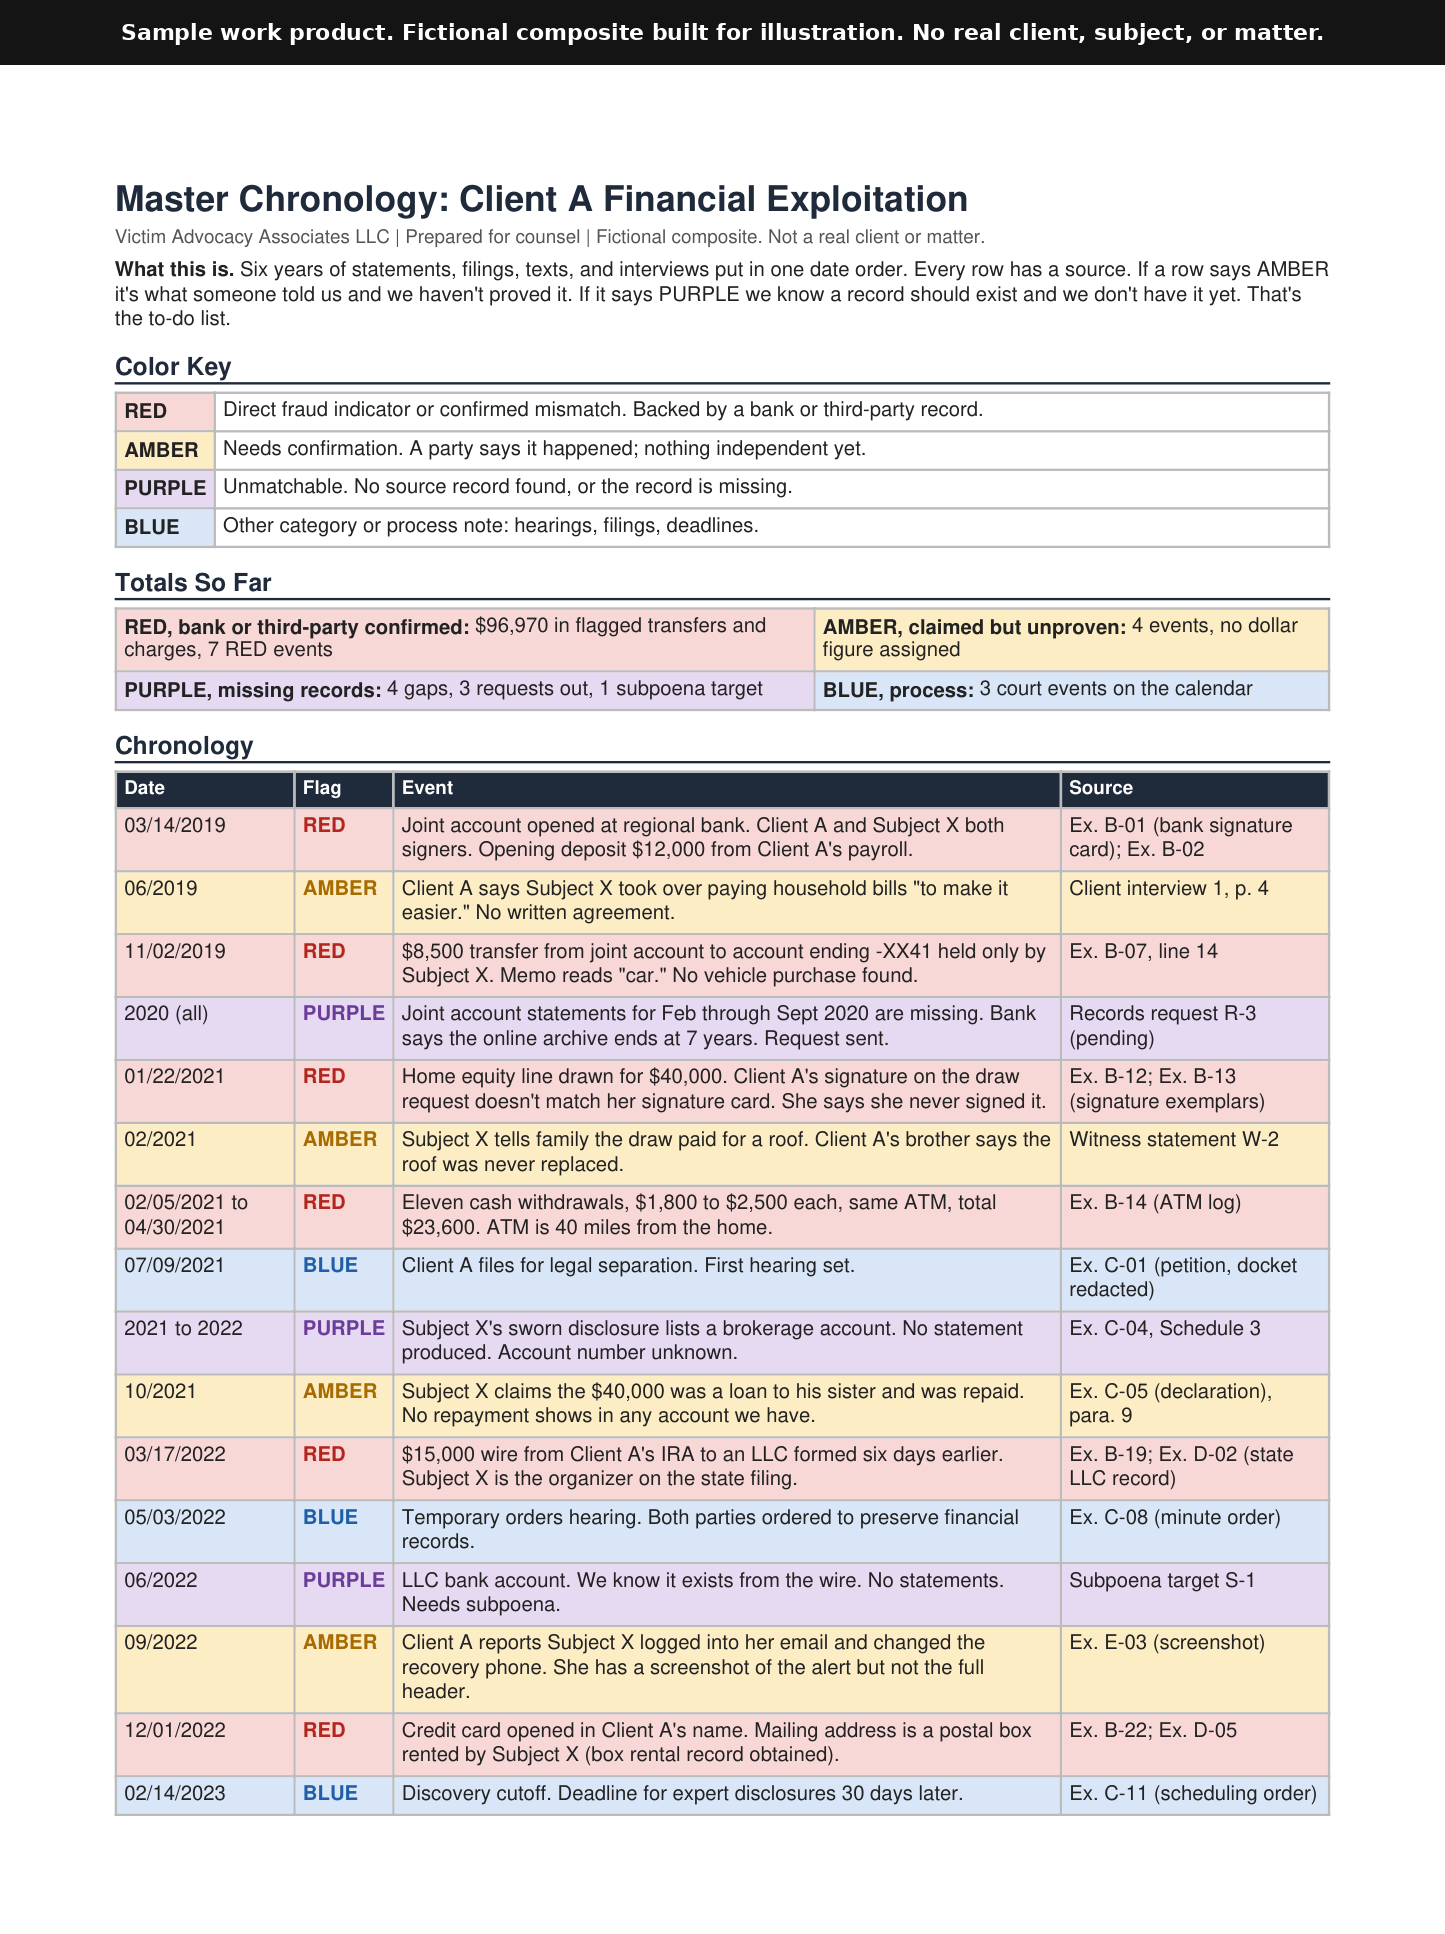 Sample work product. Fictional composite built for illustration. No real client, subject, or matter.
Master Chronology: Client A Financial Exploitation
Victim Advocacy Associates LLC | Prepared for counsel | Fictional composite. Not a real client or matter.
What this is. Six years of statements, filings, texts, and interviews put in one date order. Every row has a source. If a row says AMBER
it's what someone told us and we haven't proved it. If it says PURPLE we know a record should exist and we don't have it yet. That's
the to-do list.
Color Key
RED Direct fraud indicator or confirmed mismatch. Backed by a bank or third-party record.
AMBER Needs confirmation. A party says it happened; nothing independent yet.
PURPLE Unmatchable. No source record found, or the record is missing.
BLUE Other category or process note: hearings, filings, deadlines.
Totals So Far
RED, bank or third-party confirmed: $96,970 in flagged transfers and
charges, 7 RED events
AMBER, claimed but unproven: 4 events, no dollar
figure assigned
PURPLE, missing records: 4 gaps, 3 requests out, 1 subpoena target
BLUE, process: 3 court events on the calendar
Chronology
Date Flag Event Source
03/14/2019 RED Joint account opened at regional bank. Client A and Subject X both
signers. Opening deposit $12,000 from Client A's payroll.
Ex. B-01 (bank signature
card); Ex. B-02
06/2019 AMBER Client A says Subject X took over paying household bills "to make it
easier." No written agreement.
Client interview 1, p. 4
11/02/2019 RED $8,500 transfer from joint account to account ending -XX41 held only by
Subject X. Memo reads "car." No vehicle purchase found.
Ex. B-07, line 14
2020 (all) PURPLE Joint account statements for Feb through Sept 2020 are missing. Bank
says the online archive ends at 7 years. Request sent.
Records request R-3
(pending)
01/22/2021 RED Home equity line drawn for $40,000. Client A's signature on the draw
request doesn't match her signature card. She says she never signed it.
Ex. B-12; Ex. B-13
(signature exemplars)
02/2021 AMBER Subject X tells family the draw paid for a roof. Client A's brother says the
roof was never replaced.
Witness statement W-2
02/05/2021 to
04/30/2021
RED Eleven cash withdrawals, $1,800 to $2,500 each, same ATM, total
$23,600. ATM is 40 miles from the home.
Ex. B-14 (ATM log)
07/09/2021 BLUE Client A files for legal separation. First hearing set.
Ex. C-01 (petition, docket
redacted)
2021 to 2022 PURPLE Subject X's sworn disclosure lists a brokerage account. No statement
produced. Account number unknown.
Ex. C-04, Schedule 3
10/2021 AMBER Subject X claims the $40,000 was a loan to his sister and was repaid.
No repayment shows in any account we have.
Ex. C-05 (declaration),
para. 9
03/17/2022 RED $15,000 wire from Client A's IRA to an LLC formed six days earlier.
Subject X is the organizer on the state filing.
Ex. B-19; Ex. D-02 (state
LLC record)
05/03/2022 BLUE Temporary orders hearing. Both parties ordered to preserve financial
records.
Ex. C-08 (minute order)
06/2022 PURPLE LLC bank account. We know it exists from the wire. No statements.
Needs subpoena.
Subpoena target S-1
09/2022 AMBER Client A reports Subject X logged into her email and changed the
recovery phone. She has a screenshot of the alert but not the full
header.
Ex. E-03 (screenshot)
12/01/2022 RED Credit card opened in Client A's name. Mailing address is a postal box
rented by Subject X (box rental record obtained).
Ex. B-22; Ex. D-05
02/14/2023 BLUE Discovery cutoff. Deadline for expert disclosures 30 days later.
Ex. C-11 (scheduling order)